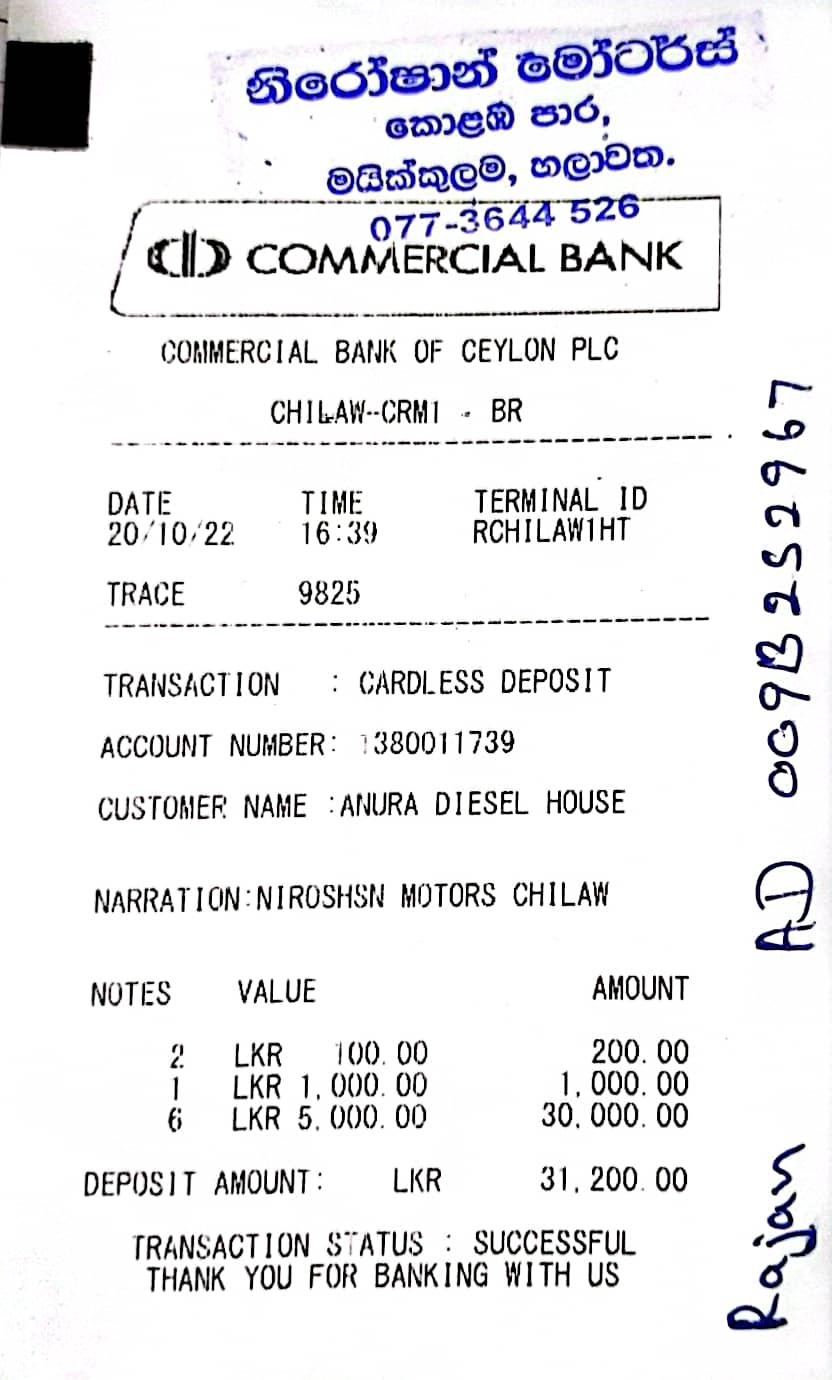 නිරෝෂාන් මෝටර්ස්
කොළඹ පාර,
මයික්කුලම, හලාවත.
077-3644 526
COMMERCIAL BANK
COMMERCIAL BANK OF CEYLON PLC
CHILAW--CRM1 - BR
DATE TIME TERMINAL ID
20/10/22 16:39 RCHILAW1HT
TRACE 9825
TRANSACTION : CARDLESS DEPOSIT
ACCOUNT NUMBER: 1380011739
CUSTOMER NAME :ANURA DIESEL HOUSE
NARRATION:NIROSHSN MOTORS CHILAW
NOTES VALUE AMOUNT
2 LKR 100.00 200.00
1 LKR 1,000.00 1,000.00
6 LKR 5,000.00 30,000.00
DEPOSIT AMOUNT: LKR 31,200.00
TRANSACTION STATUS : SUCCESSFUL
THANK YOU FOR BANKING WITH US
Rajan AD 009B252967